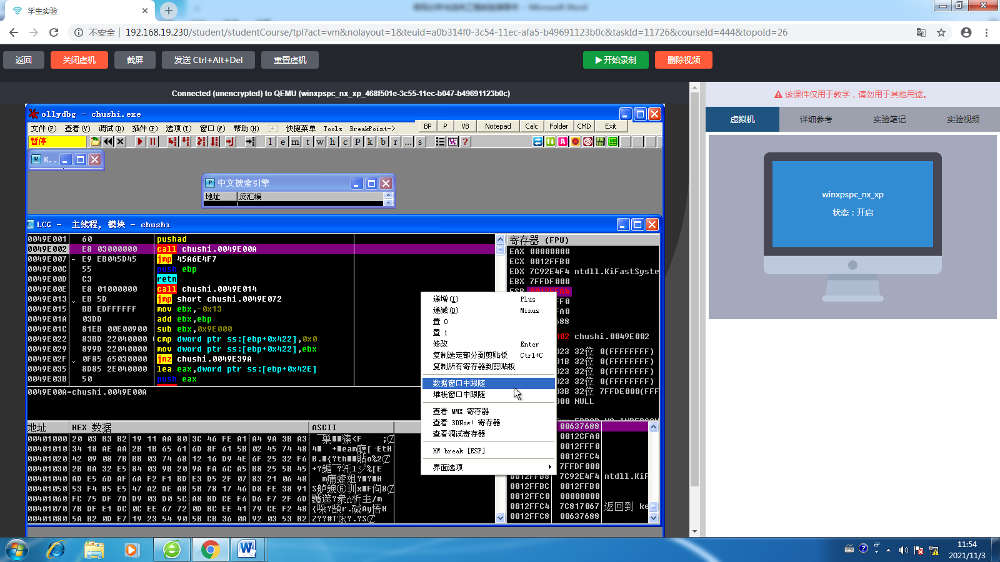 学生实验
不安全 192.168.19.230/student/studentCourse/tpl?act=vm&nolayout=1&teuid=a0b314f0-3c54-11ec-afa5-b49691123b0c&taskId=11726&courseId=444&topoId=26
返回 关闭虚机 截屏 发送 Ctrl+Alt+Del 重置虚机 开始录制 删除视频
Connected (unencrypted) to QEMU (winxpspc_nx_xp_468f501e-3c55-11ec-b047-b49691123b0c)
该课件仅用于教学，请勿用于其他用途。
虚拟机 详细参考 实验笔记 实验视频
winxpspc_nx_xp
状态：开启
ollydbg - chushi.exe
文件(F) 查看(V) 调试(D) 插件(P) 选项(T) 窗口(W) 帮助(H) [+] 快捷菜单 Tools BreakPoint->
BP P VB Notepad Calc Folder CMD Exit
暂停 l e m t w h c P k b r ... s ?
R R..
P 中文搜索引擎
地址 反汇编
C LCG - 主线程, 模块 - chushi
0049E001 60 pushad
0049E002 E8 03000000 call chushi.0049E00A
0049E007 - E9 EB045D45 jmp 45A6E4F7
0049E00C 55 push ebp
0049E00D C3 retn
0049E00E E8 01000000 call chushi.0049E014
0049E013 EB 5D jmp short chushi.0049E072
0049E015 BB EDFFFFFF mov ebx,-0x13
0049E01A 03DD add ebx,ebp
0049E01C 81EB 00E00900 sub ebx,0x9E000
0049E022 83BD 22040000 cmp dword ptr ss:[ebp+0x422],0x0
0049E029 899D 22040000 mov dword ptr ss:[ebp+0x422],ebx
0049E02F 0F85 65030000 jnz chushi.0049E39A
0049E035 8D85 2E040000 lea eax,dword ptr ss:[ebp+0x42E]
0049E03B 50 push eax
0049E00A=chushi.0049E00A
寄存器 (FPU)
EAX 00000000
ECX 0012FFB0
EDX 7C92E4F4 ntdll.KiFastSyste
EBX 7FFDF000
ESP 0012FFA4
FF0
FA0
688
002 chushi.0049E002
023 32位 0(FFFFFFFF)
01B 32位 0(FFFFFFFF)
023 32位 0(FFFFFFFF)
023 32位 0(FFFFFFFF)
03B 32位 7FFDE000(FFF
000 NULL
递增(I) Plus
递减(D) Minus
置 0
置 1
修改 Enter
复制选定部分到剪贴板 Ctrl+C
复制所有寄存器到剪贴板
数据窗口中跟随
堆栈窗口中跟随
查看 MMX 寄存器
查看 3DNow! 寄存器
查看调试寄存器
HW break [ESP]
界面选项
地址 HEX 数据 ASCII
00401000 20 03 B3 B2 19 11 AA 80 3C 46 FE A1 A4 9A 3B A3
00401010 34 18 AE AA 2B 1B 65 61 6D 8F 61 5B 02 45 74 48
00401020 42 09 08 7B BB 03 74 68 12 16 D9 4E 6F 25 32 F6
00401030 2B BA 32 E5 84 03 9B 20 9A FA 6C A5 B8 25 5B 45
00401040 AD E5 6D AF 6A F2 F1 BD E3 D5 2F 07 83 21 06 48
00401050 53 F4 B5 E5 47 A2 DE AB 5B 78 17 46 D8 FE 38 91
00401060 FC 75 DF 7D D9 03 D0 5C A8 BD CE F6 D6 F7 2F 6D
00401070 7B DF E1 DC 0C EE 67 72 0D BC EE 41 79 CE F2 48
00401080 5A B2 0D E7 19 23 54 90 5B CB 36 0A 92 03 53 B2
00637688
0012CFA0
0012FFF0
0012FFC4
7FFDF000
0012FFB8 7C92E4F4 ntdll.KiF
0012FFBC 0012FFB0
0012FFC0 00000000
0012FFC4 7C817067 返回到 ke
0012FFC8 00637688
11:54
2021/11/3